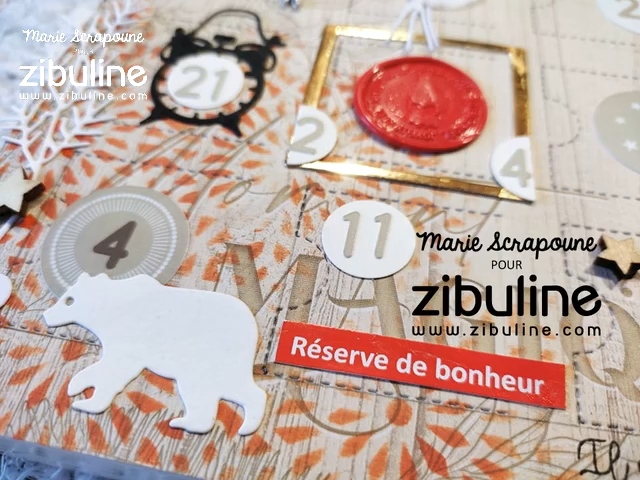 Marie Scrapoune
POUR
zibuline
www.zibuline.com
21
2
4
4
11
Moment
Marie Scrapoune
POUR
zibuline
www.zibuline.com
Réserve de bonheur